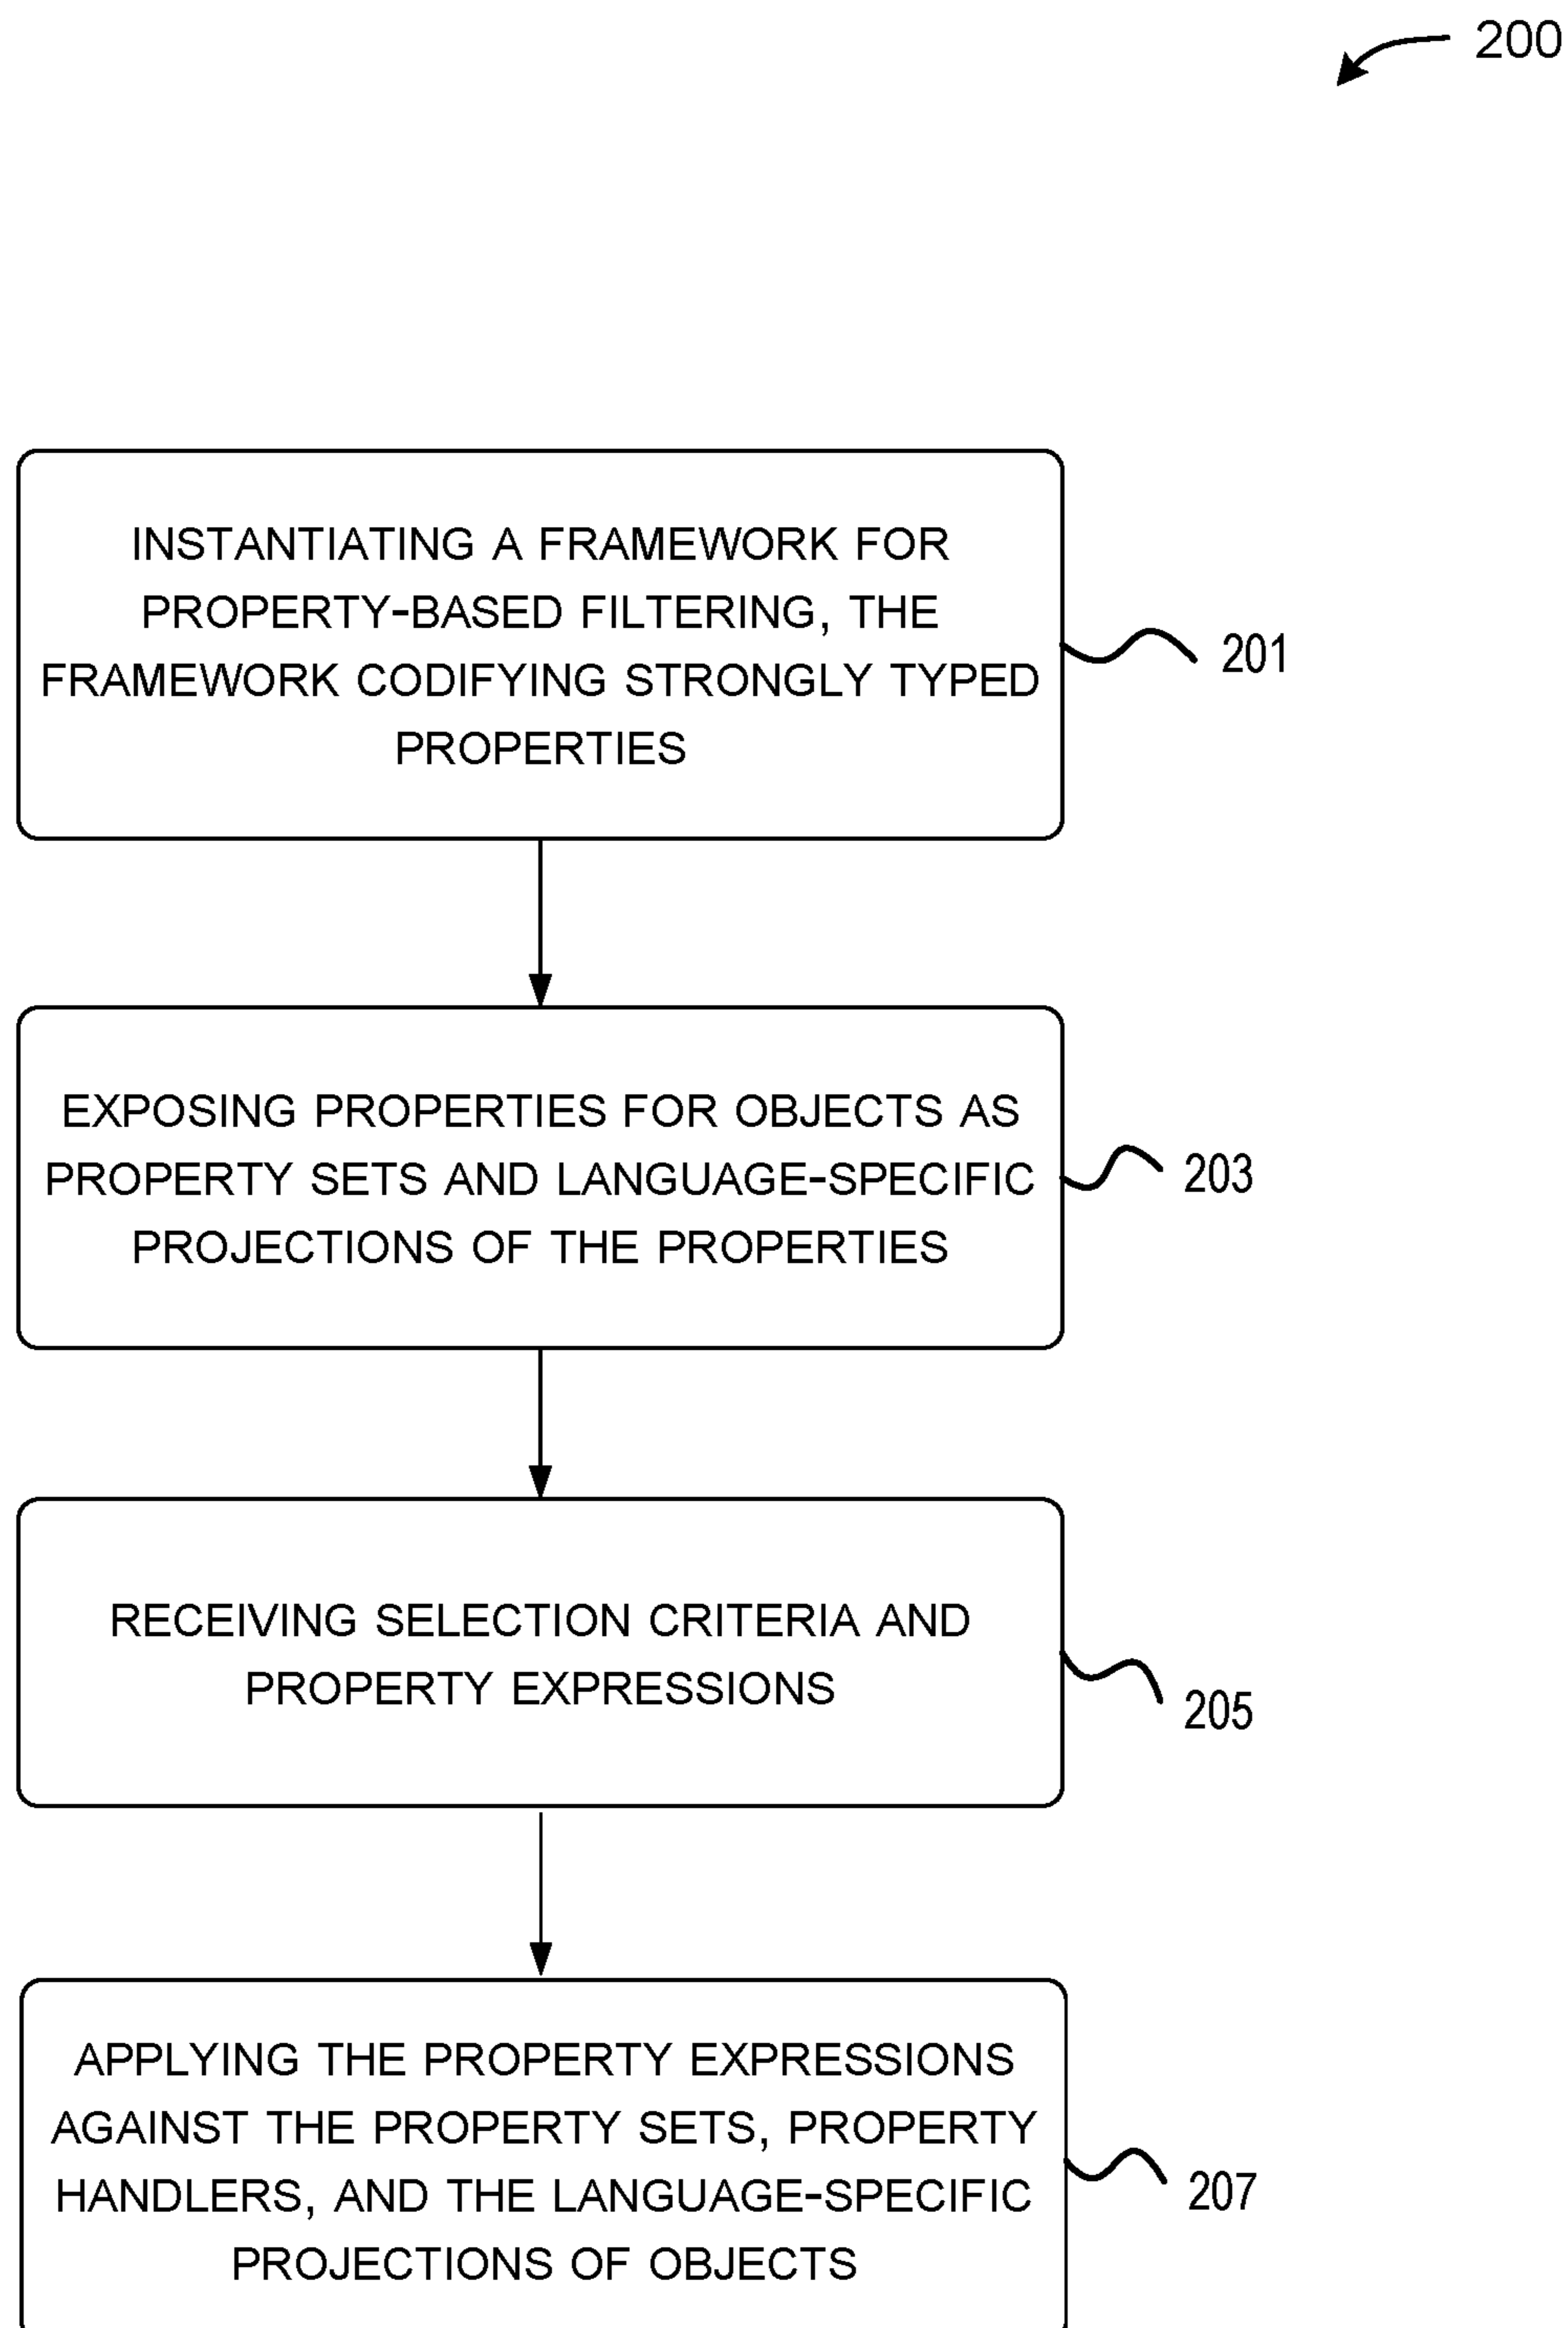 200
INSTANTIATING A FRAMEWORK FOR
PROPERTY-BASED FILTERING, THE
FRAMEWORK CODIFYING STRONGLY TYPED
PROPERTIES
201
EXPOSING PROPERTIES FOR OBJECTS AS
PROPERTY SETS AND LANGUAGE-SPECIFIC
PROJECTIONS OF THE PROPERTIES
203
RECEIVING SELECTION CRITERIA AND
PROPERTY EXPRESSIONS
205
APPLYING THE PROPERTY EXPRESSIONS
AGAINST THE PROPERTY SETS, PROPERTY
HANDLERS, AND THE LANGUAGE-SPECIFIC
PROJECTIONS OF OBJECTS
207